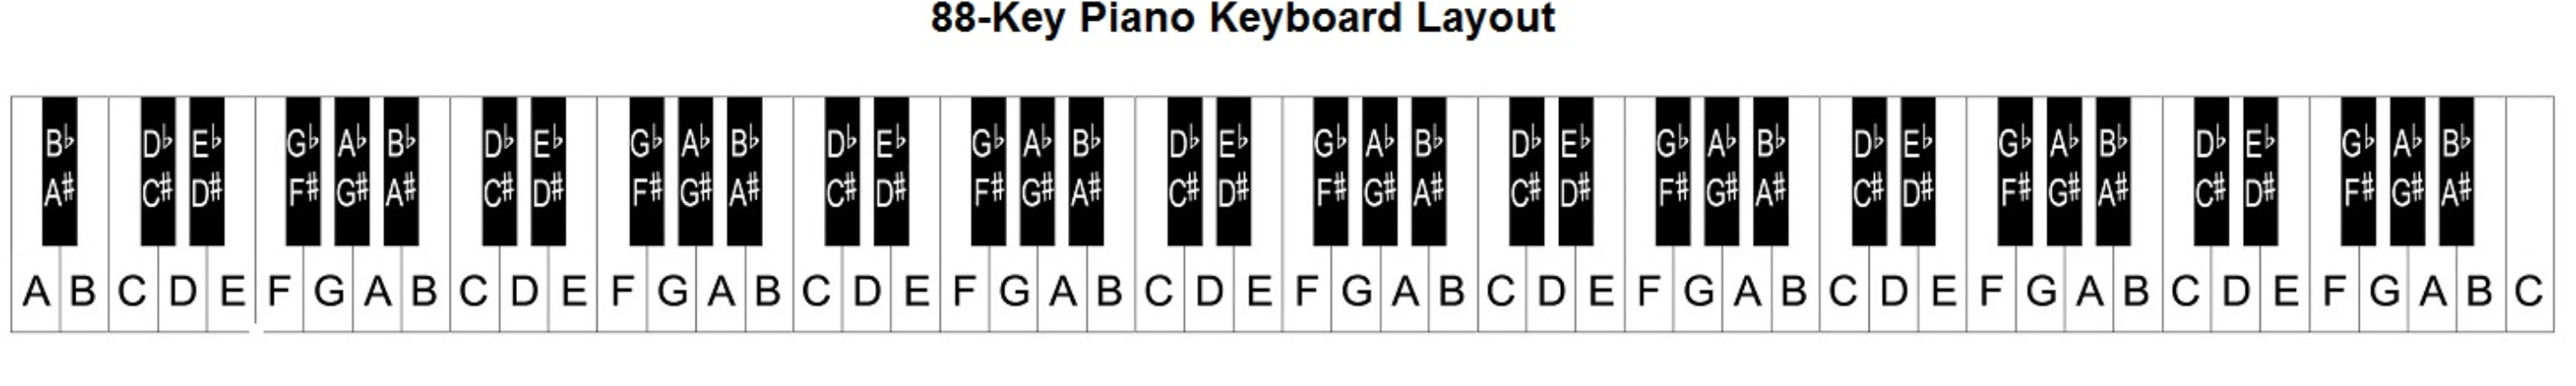 88-Key Piano Keyboard Layout
B♭ D♭ E♭ G♭ A♭ B♭ D♭ E♭ G♭ A♭ B♭ D♭ E♭ G♭ A♭ B♭ D♭ E♭ G♭ A♭ B♭ D♭ E♭ G♭ A♭ B♭ D♭ E♭ G♭ A♭ B♭ D♭ E♭ G♭ A♭ B♭
A# C# D# F# G# A# C# D# F# G# A# C# D# F# G# A# C# D# F# G# A# C# D# F# G# A# C# D# F# G# A# C# D# F# G# A#
A B C D E F G A B C D E F G A B C D E F G A B C D E F G A B C D E F G A B C D E F G A B C D E F G A B C